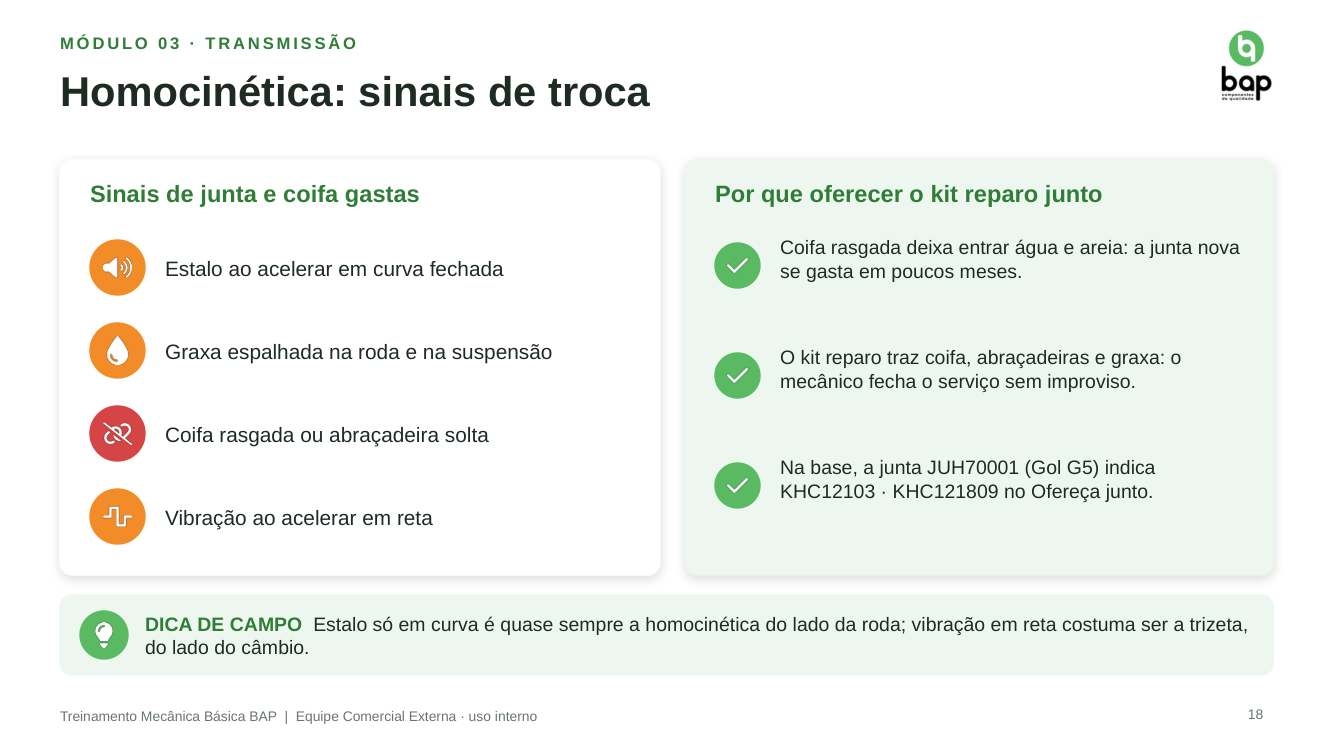 MÓDULO 03 · TRANSMISSÃO
Homocinética: sinais de troca
bap
componentes
de qualidade
Sinais de junta e coifa gastas
Estalo ao acelerar em curva fechada
Graxa espalhada na roda e na suspensão
Coifa rasgada ou abraçadeira solta
Vibração ao acelerar em reta
Por que oferecer o kit reparo junto
Coifa rasgada deixa entrar água e areia: a junta nova
se gasta em poucos meses.
O kit reparo traz coifa, abraçadeiras e graxa: o
mecânico fecha o serviço sem improviso.
Na base, a junta JUH70001 (Gol G5) indica
KHC12103 · KHC121809 no Ofereça junto.
DICA DE CAMPO Estalo só em curva é quase sempre a homocinética do lado da roda; vibração em reta costuma ser a trizeta,
do lado do câmbio.
Treinamento Mecânica Básica BAP | Equipe Comercial Externa · uso interno
18